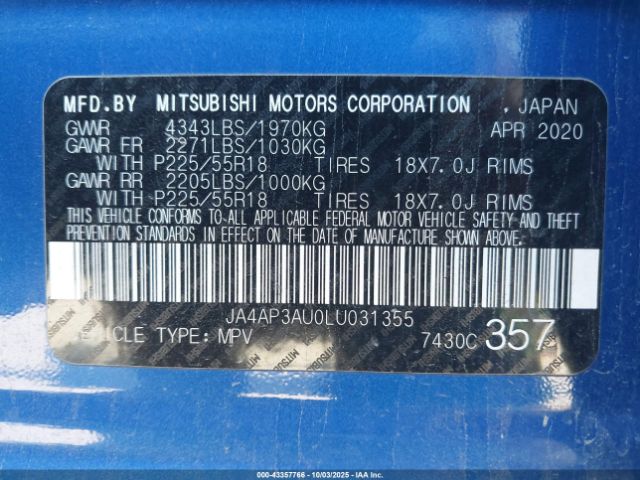 MFD.BY MITSUBISHI MOTORS CORPORATION , JAPAN
GVWR 4343LBS/1970KG APR 2020
GAWR FR 2271LBS/1030KG
WITH P225/55R18 TIRES 18X7.0J RIMS
GAWR RR 2205LBS/1000KG
WITH P225/55R18 TIRES 18X7.0J RIMS
THIS VEHICLE CONFORMS TO ALL APPLICABLE FEDERAL MOTOR VEHICLE SAFETY AND THEFT
PREVENTION STANDARDS IN EFFECT ON THE DATE OF MANUFACTURE SHOWN ABOVE.
JA4AP3AU0LU031355
VEHICLE TYPE: MPV 7430C 357
000-43357766 - 10/03/2025 - IAAI.CA